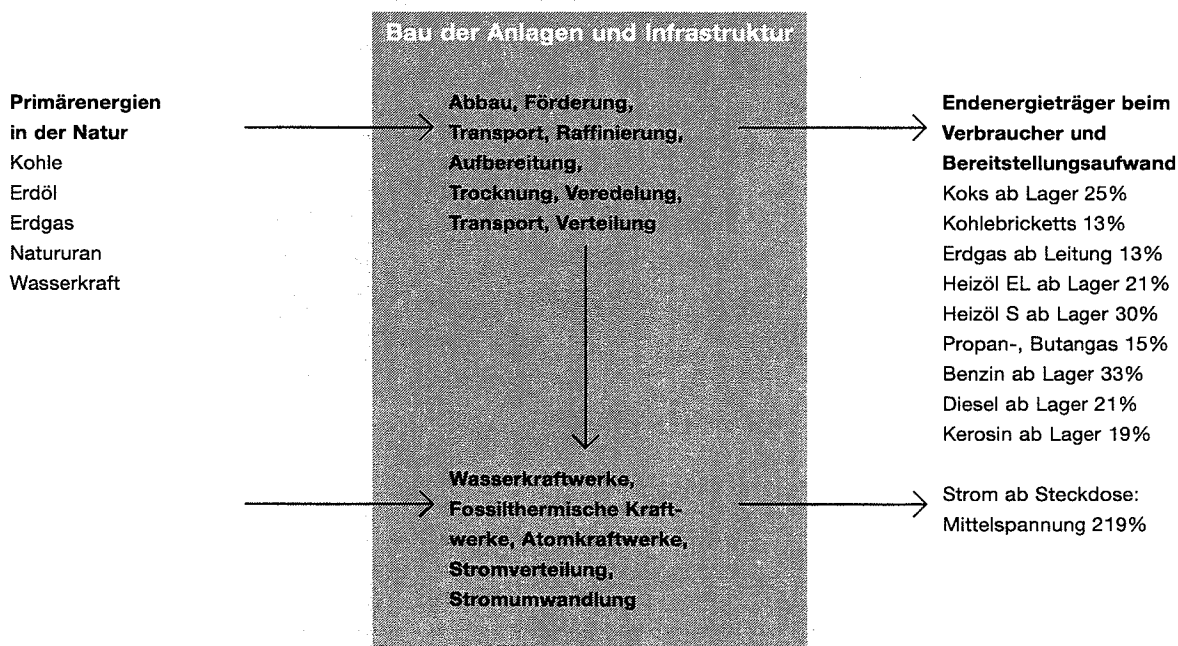 Bau der Anlagen und Infrastruktur
Primärenergien
in der Natur
Kohle
Erdöl
Erdgas
Natururan
Wasserkraft
Abbau, Förderung,
Transport, Raffinierung,
Aufbereitung,
Trocknung, Veredelung,
Transport, Verteilung
Wasserkraftwerke,
Fossilthermische Kraft-
werke, Atomkraftwerke,
Stromverteilung,
Stromumwandlung
Endenergieträger beim
Verbraucher und
Bereitstellungsaufwand
Koks ab Lager 25%
Kohlebricketts 13%
Erdgas ab Leitung 13%
Heizöl EL ab Lager 21%
Heizöl S ab Lager 30%
Propan-, Butangas 15%
Benzin ab Lager 33%
Diesel ab Lager 21%
Kerosin ab Lager 19%
Strom ab Steckdose:
Mittelspannung 219%